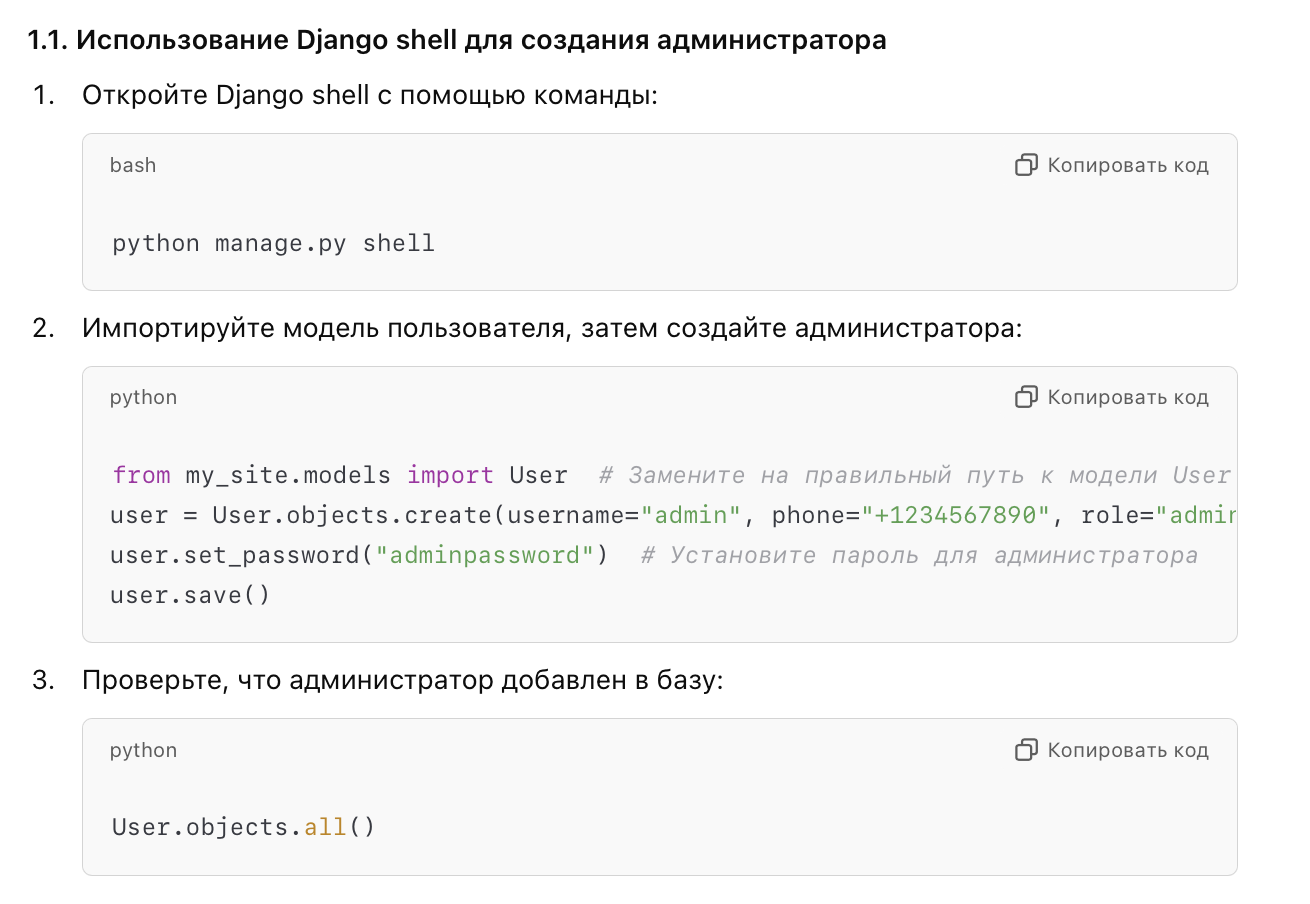 1.1. Использование Django shell для создания администратора
1. Откройте Django shell с помощью команды:
bash
Копировать код
python manage.py shell
2. Импортируйте модель пользователя, затем создайте администратора:
python
Копировать код
from my_site.models import User  # Замените на правильный путь к модели User
user = User.objects.create(username="admin", phone="+1234567890", role="admin
user.set_password("adminpassword")  # Установите пароль для администратора
user.save()
3. Проверьте, что администратор добавлен в базу:
python
Копировать код
User.objects.all()